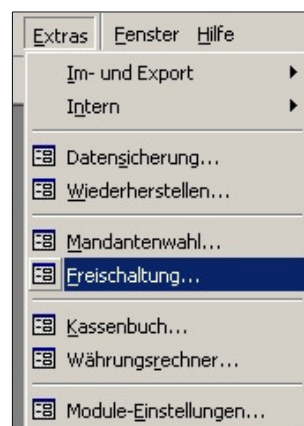 Extras Fenster Hilfe
Im- und Export
Intern
Datensicherung...
Wiederherstellen...
Mandantenwahl...
Freischaltung...
Kassenbuch...
Währungsrechner...
Module-Einstellungen...